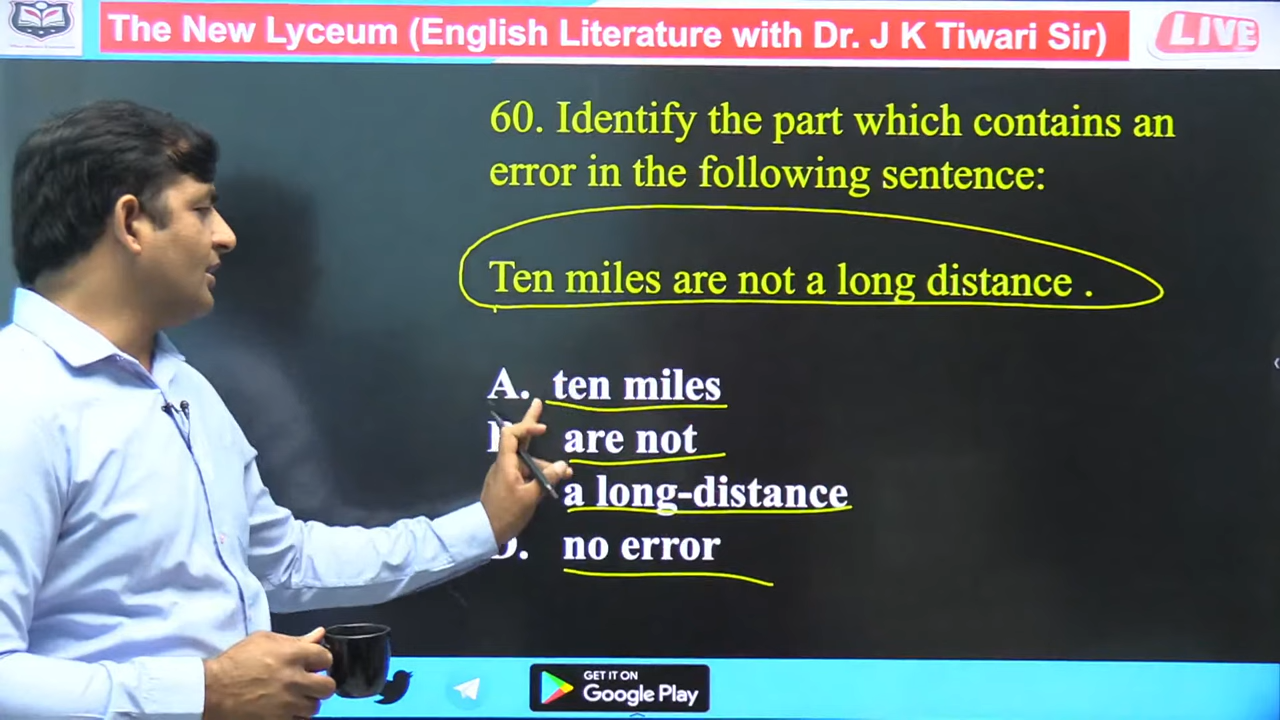 The New Lyceum (English Literature with Dr. J K Tiwari Sir)
LIVE
60. Identify the part which contains an
error in the following sentence:
Ten miles are not a long distance .
A. ten miles
are not
a long-distance
D. no error
GET IT ON
Google Play